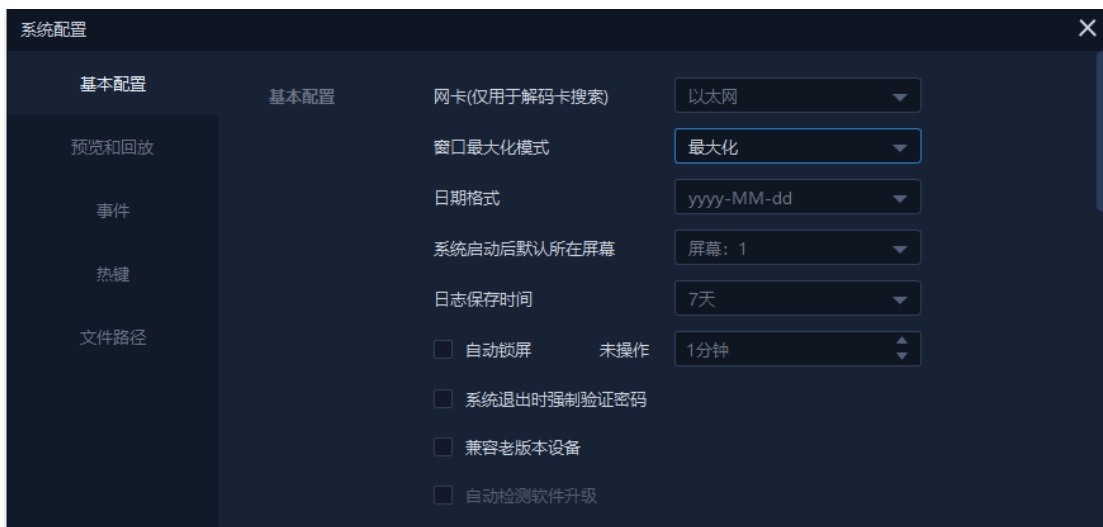 系统配置
基本配置
预览和回放
事件
热键
文件路径
基本配置
网卡(仅用于解码卡搜索) 以太网
窗口最大化模式 最大化
日期格式 yyyy-MM-dd
系统启动后默认所在屏幕 屏幕：1
日志保存时间 7天
自动锁屏 未操作 1分钟
系统退出时强制验证密码
兼容老版本设备
自动检测软件升级